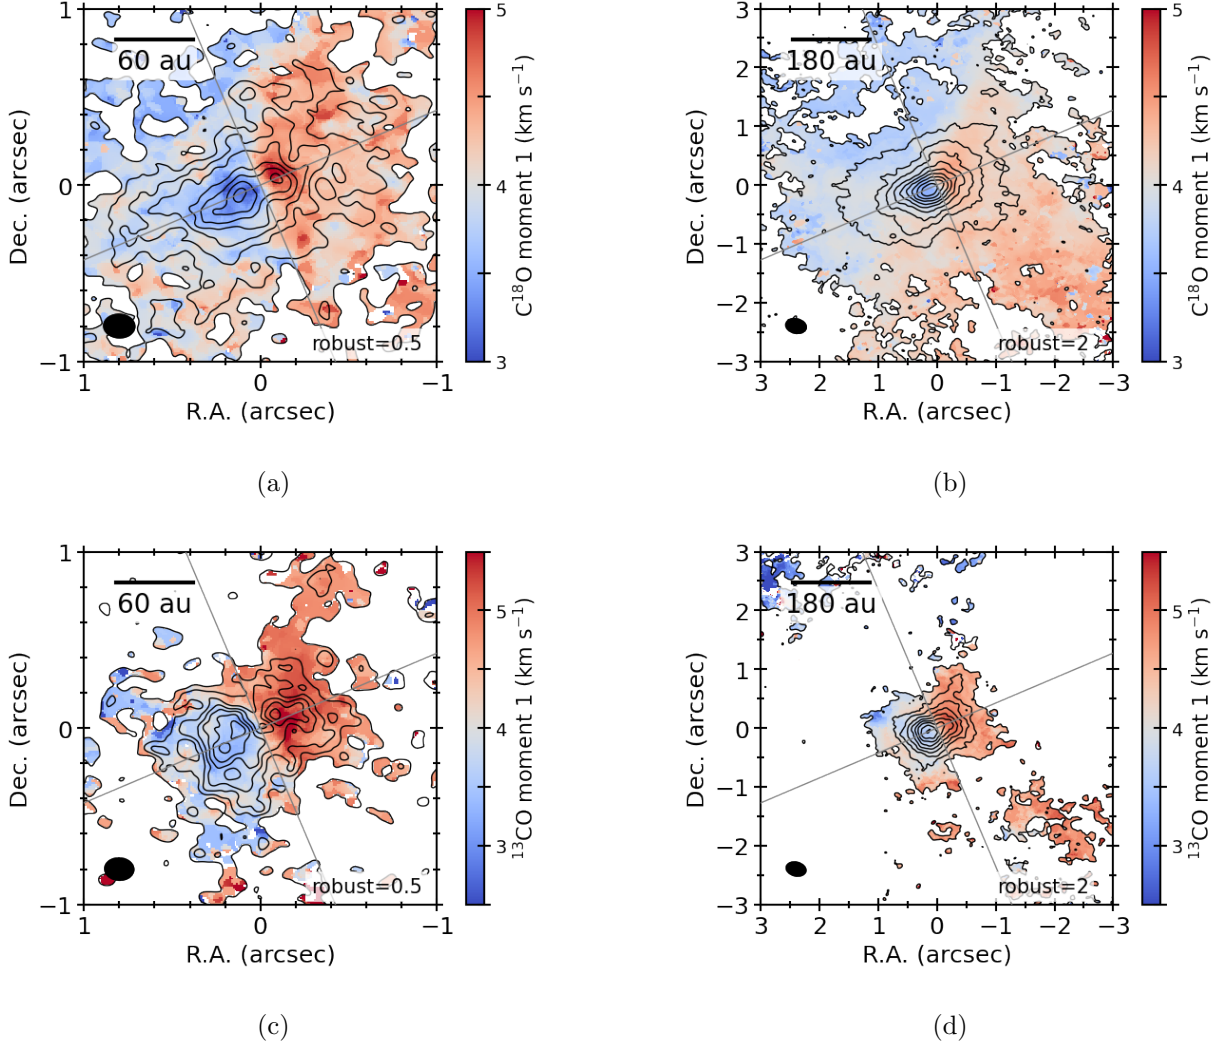 1
0
−1
1
0
−1
60 au
robust=0.5
Dec. (arcsec)
R.A. (arcsec)
5
4
3
C¹⁸O moment 1 (km s⁻¹)
(a)
3
2
1
0
−1
−2
−3
3
2
1
0
−1
−2
−3
180 au
robust=2
Dec. (arcsec)
R.A. (arcsec)
5
4
3
C¹⁸O moment 1 (km s⁻¹)
(b)
1
0
−1
1
0
−1
60 au
robust=0.5
Dec. (arcsec)
R.A. (arcsec)
5
4
3
¹³CO moment 1 (km s⁻¹)
(c)
3
2
1
0
−1
−2
−3
3
2
1
0
−1
−2
−3
180 au
robust=2
Dec. (arcsec)
R.A. (arcsec)
5
4
3
¹³CO moment 1 (km s⁻¹)
(d)